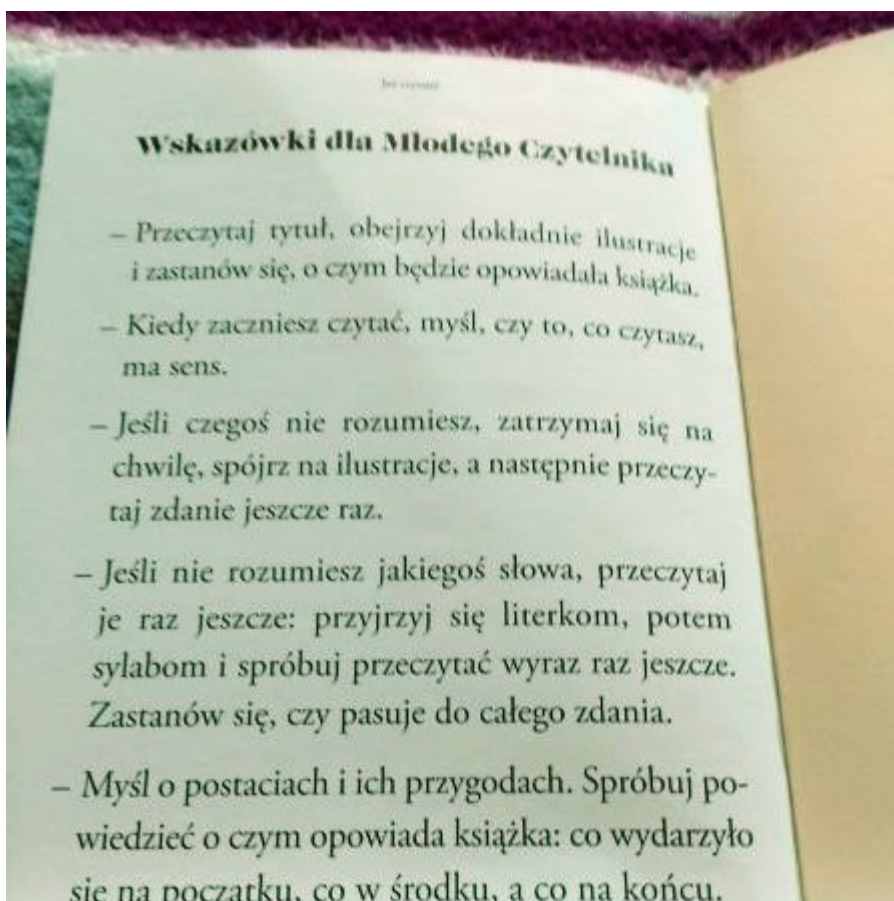 Jak czytać?
Wskazówki dla Młodego Czytelnika
– Przeczytaj tytuł, obejrzyj dokładnie ilustracje
i zastanów się, o czym będzie opowiadała książka.
– Kiedy zaczniesz czytać, myśl, czy to, co czytasz,
ma sens.
– Jeśli czegoś nie rozumiesz, zatrzymaj się na
chwilę, spójrz na ilustracje, a następnie przeczy-
taj zdanie jeszcze raz.
– Jeśli nie rozumiesz jakiegoś słowa, przeczytaj
je raz jeszcze: przyjrzyj się literkom, potem
sylabom i spróbuj przeczytać wyraz raz jeszcze.
Zastanów się, czy pasuje do całego zdania.
– Myśl o postaciach i ich przygodach. Spróbuj po-
wiedzieć o czym opowiada książka: co wydarzyło
się na początku, co w środku, a co na końcu.